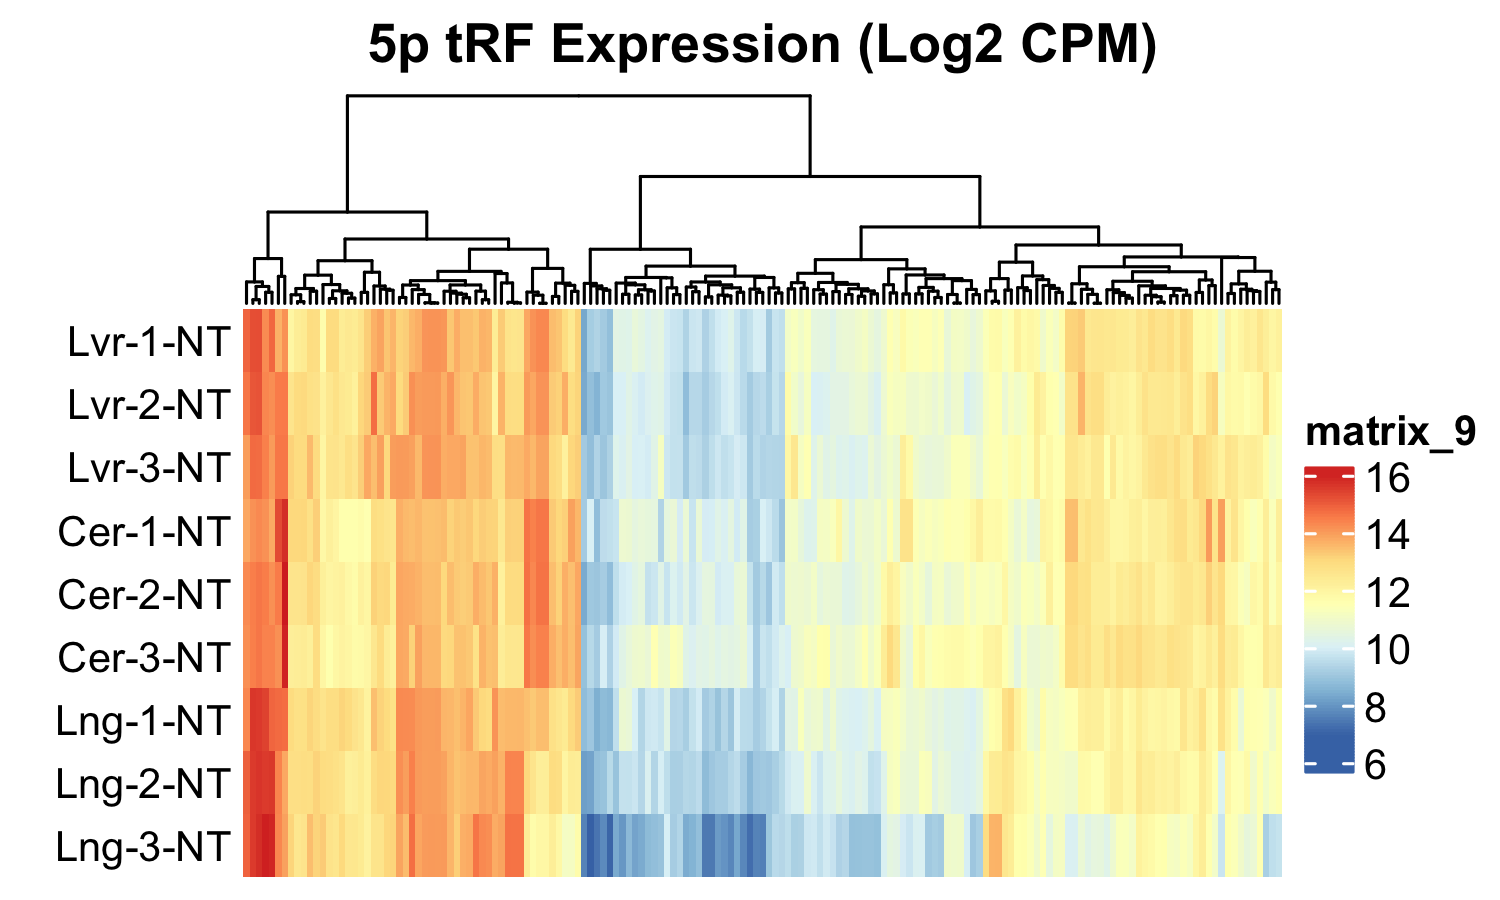 5p tRF Expression (Log2 CPM)
Lvr-1-NT
Lvr-2-NT
Lvr-3-NT
Cer-1-NT
Cer-2-NT
Cer-3-NT
Lng-1-NT
Lng-2-NT
Lng-3-NT
matrix_9
16
14
12
10
8
6